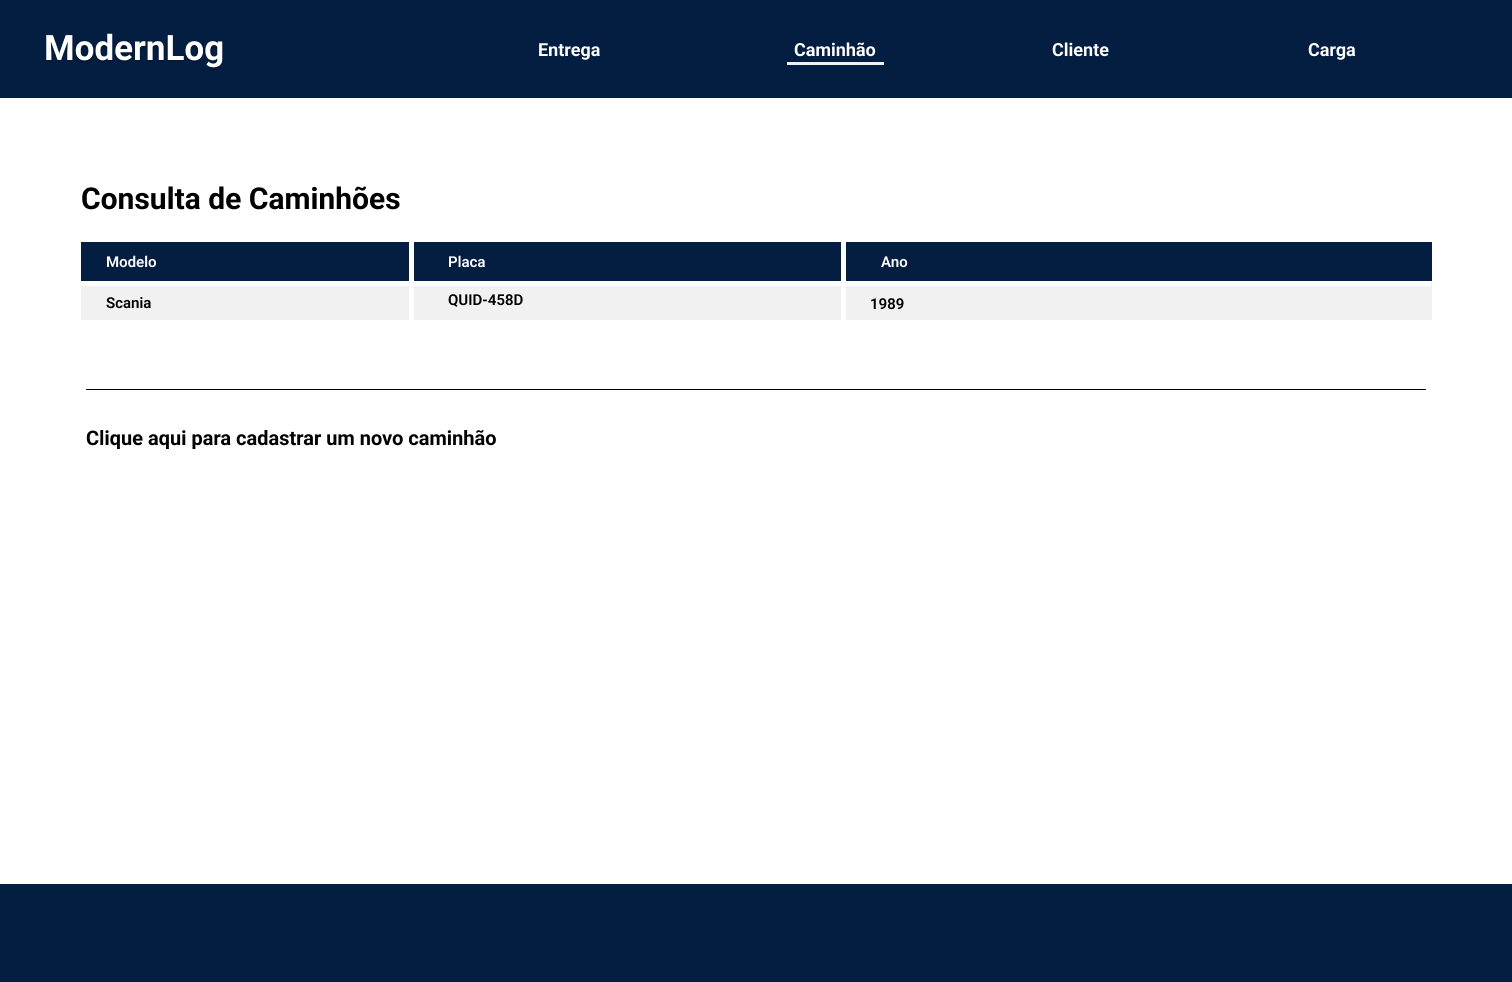 ModernLog
Entrega
Caminhão
Cliente
Carga
Consulta de Caminhões
Modelo
Placa
Ano
Scania
QUID-458D
1989
Clique aqui para cadastrar um novo caminhão